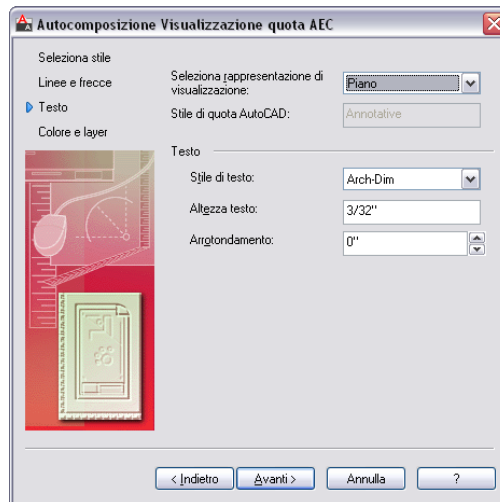 Autocomposizione Visualizzazione quota AEC
Seleziona stile
Linee e frecce
Testo
Colore e layer
Seleziona rappresentazione di
visualizzazione:
Piano
Stile di quota AutoCAD:
Annotative
Testo
Stile di testo:
Arch-Dim
Altezza testo:
3/32"
Arrotondamento:
0"
< Indietro
Avanti >
Annulla
?